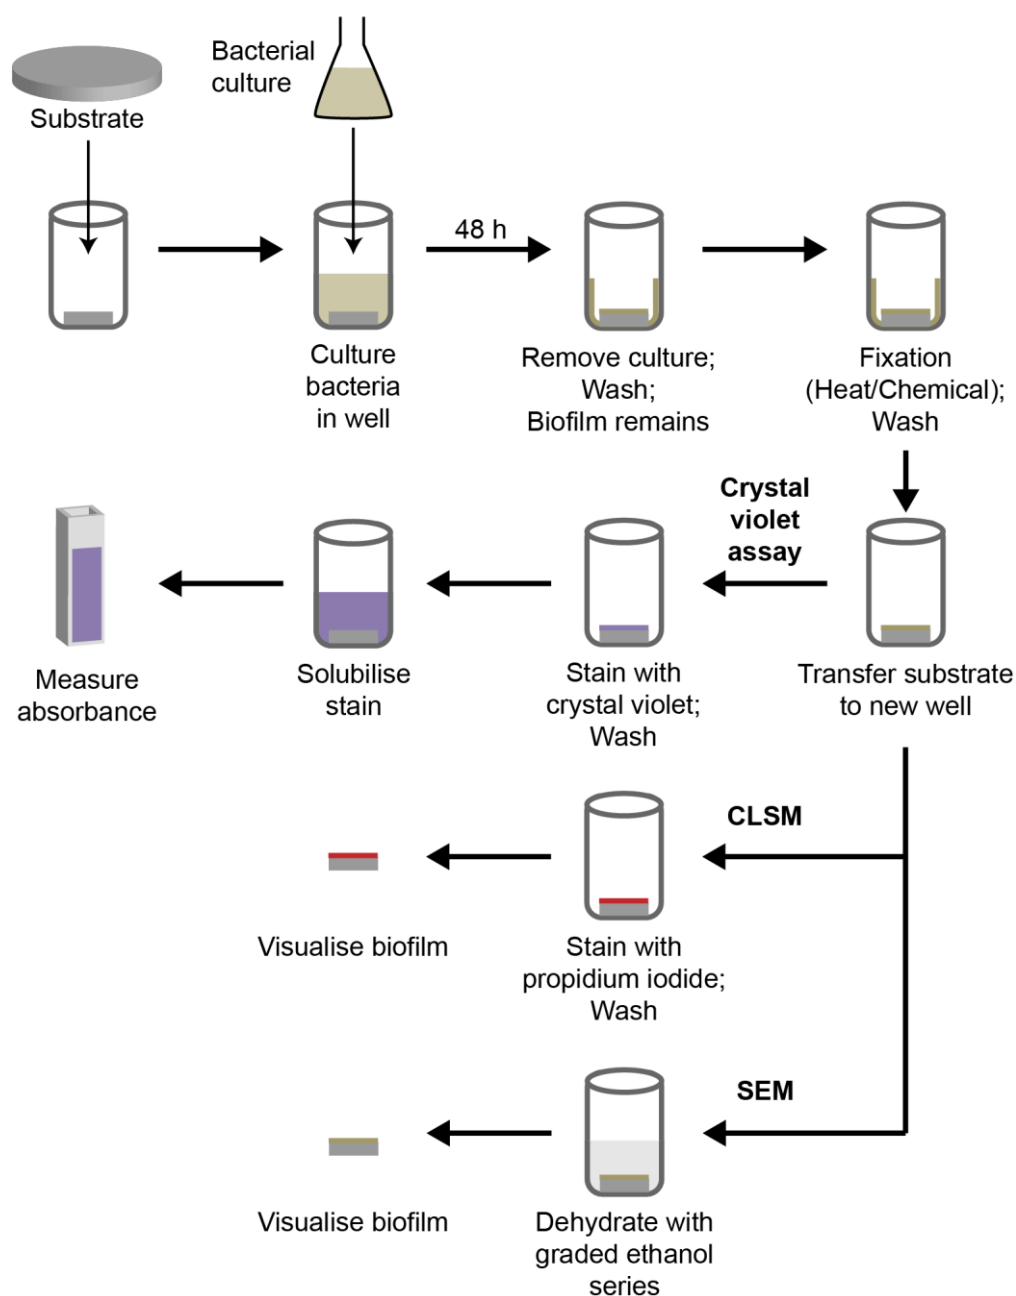 Substrate
Bacterial
culture
48 h
Culture
bacteria
in well
Remove culture;
Wash;
Biofilm remains
Fixation
(Heat/Chemical);
Wash
Crystal
violet
assay
Measure
absorbance
Solubilise
stain
Stain with
crystal violet;
Wash
Transfer substrate
to new well
CLSM
Visualise biofilm
Stain with
propidium iodide;
Wash
SEM
Visualise biofilm
Dehydrate with
graded ethanol
series